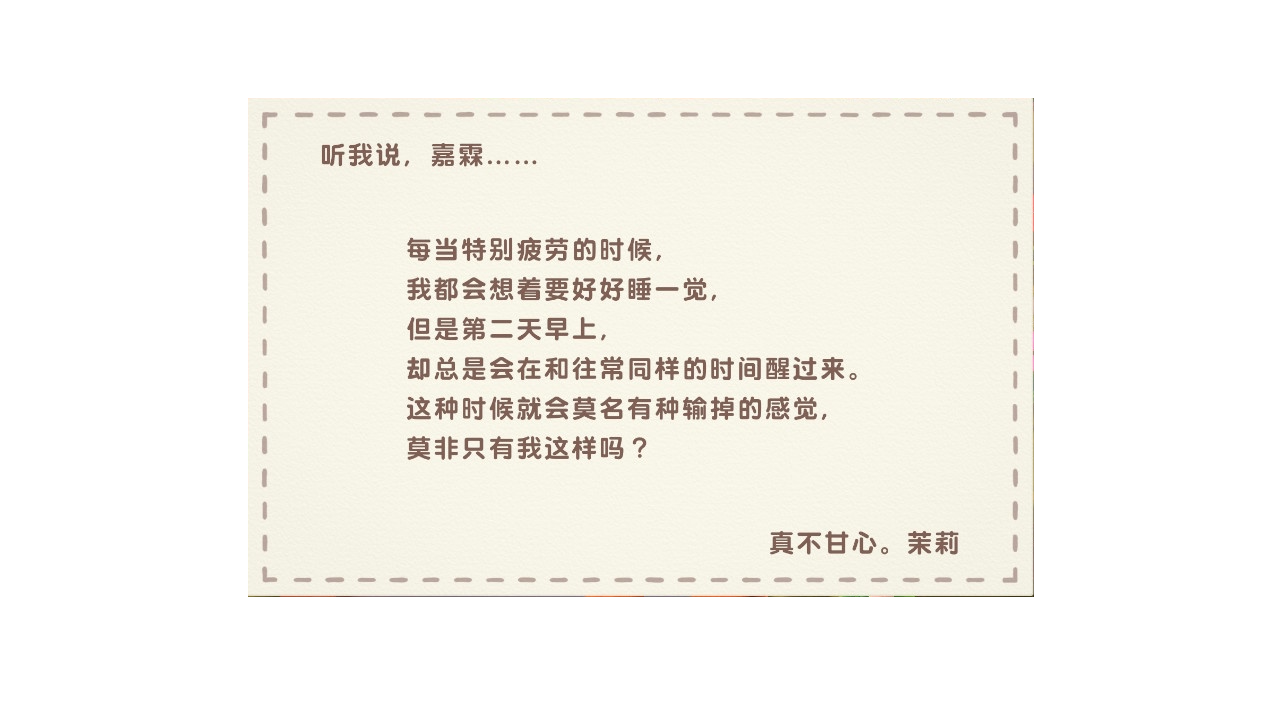 听我说，嘉霖……
每当特别疲劳的时候，
我都会想着要好好睡一觉，
但是第二天早上，
却总是会在和往常同样的时间醒过来。
这种时候就会莫名有种输掉的感觉，
莫非只有我这样吗？
真不甘心。茉莉